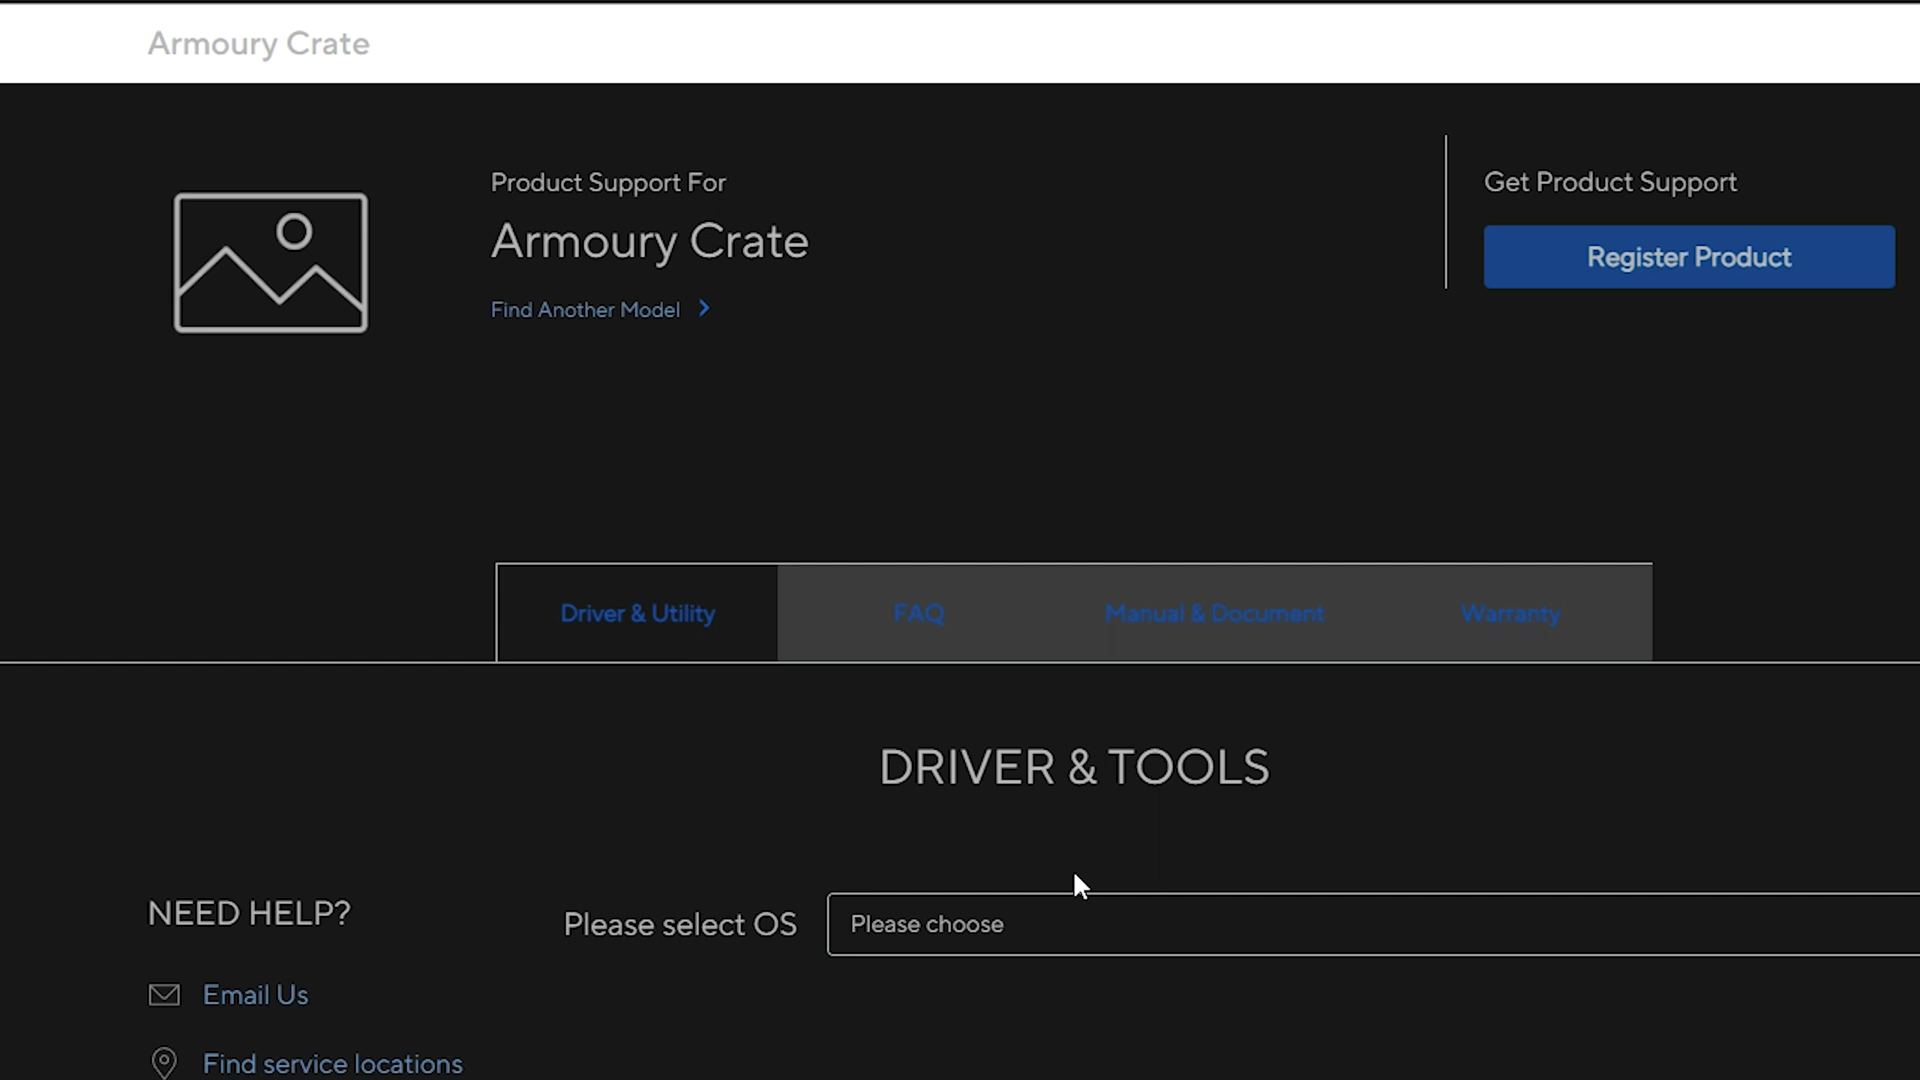 Armoury Crate
Product Support For
Armoury Crate
Find Another Model
Get Product Support
Register Product
Driver & Utility
FAQ
Manual & Document
Warranty
DRIVER & TOOLS
NEED HELP?
Please select OS
Please choose
Email Us
Find service locations